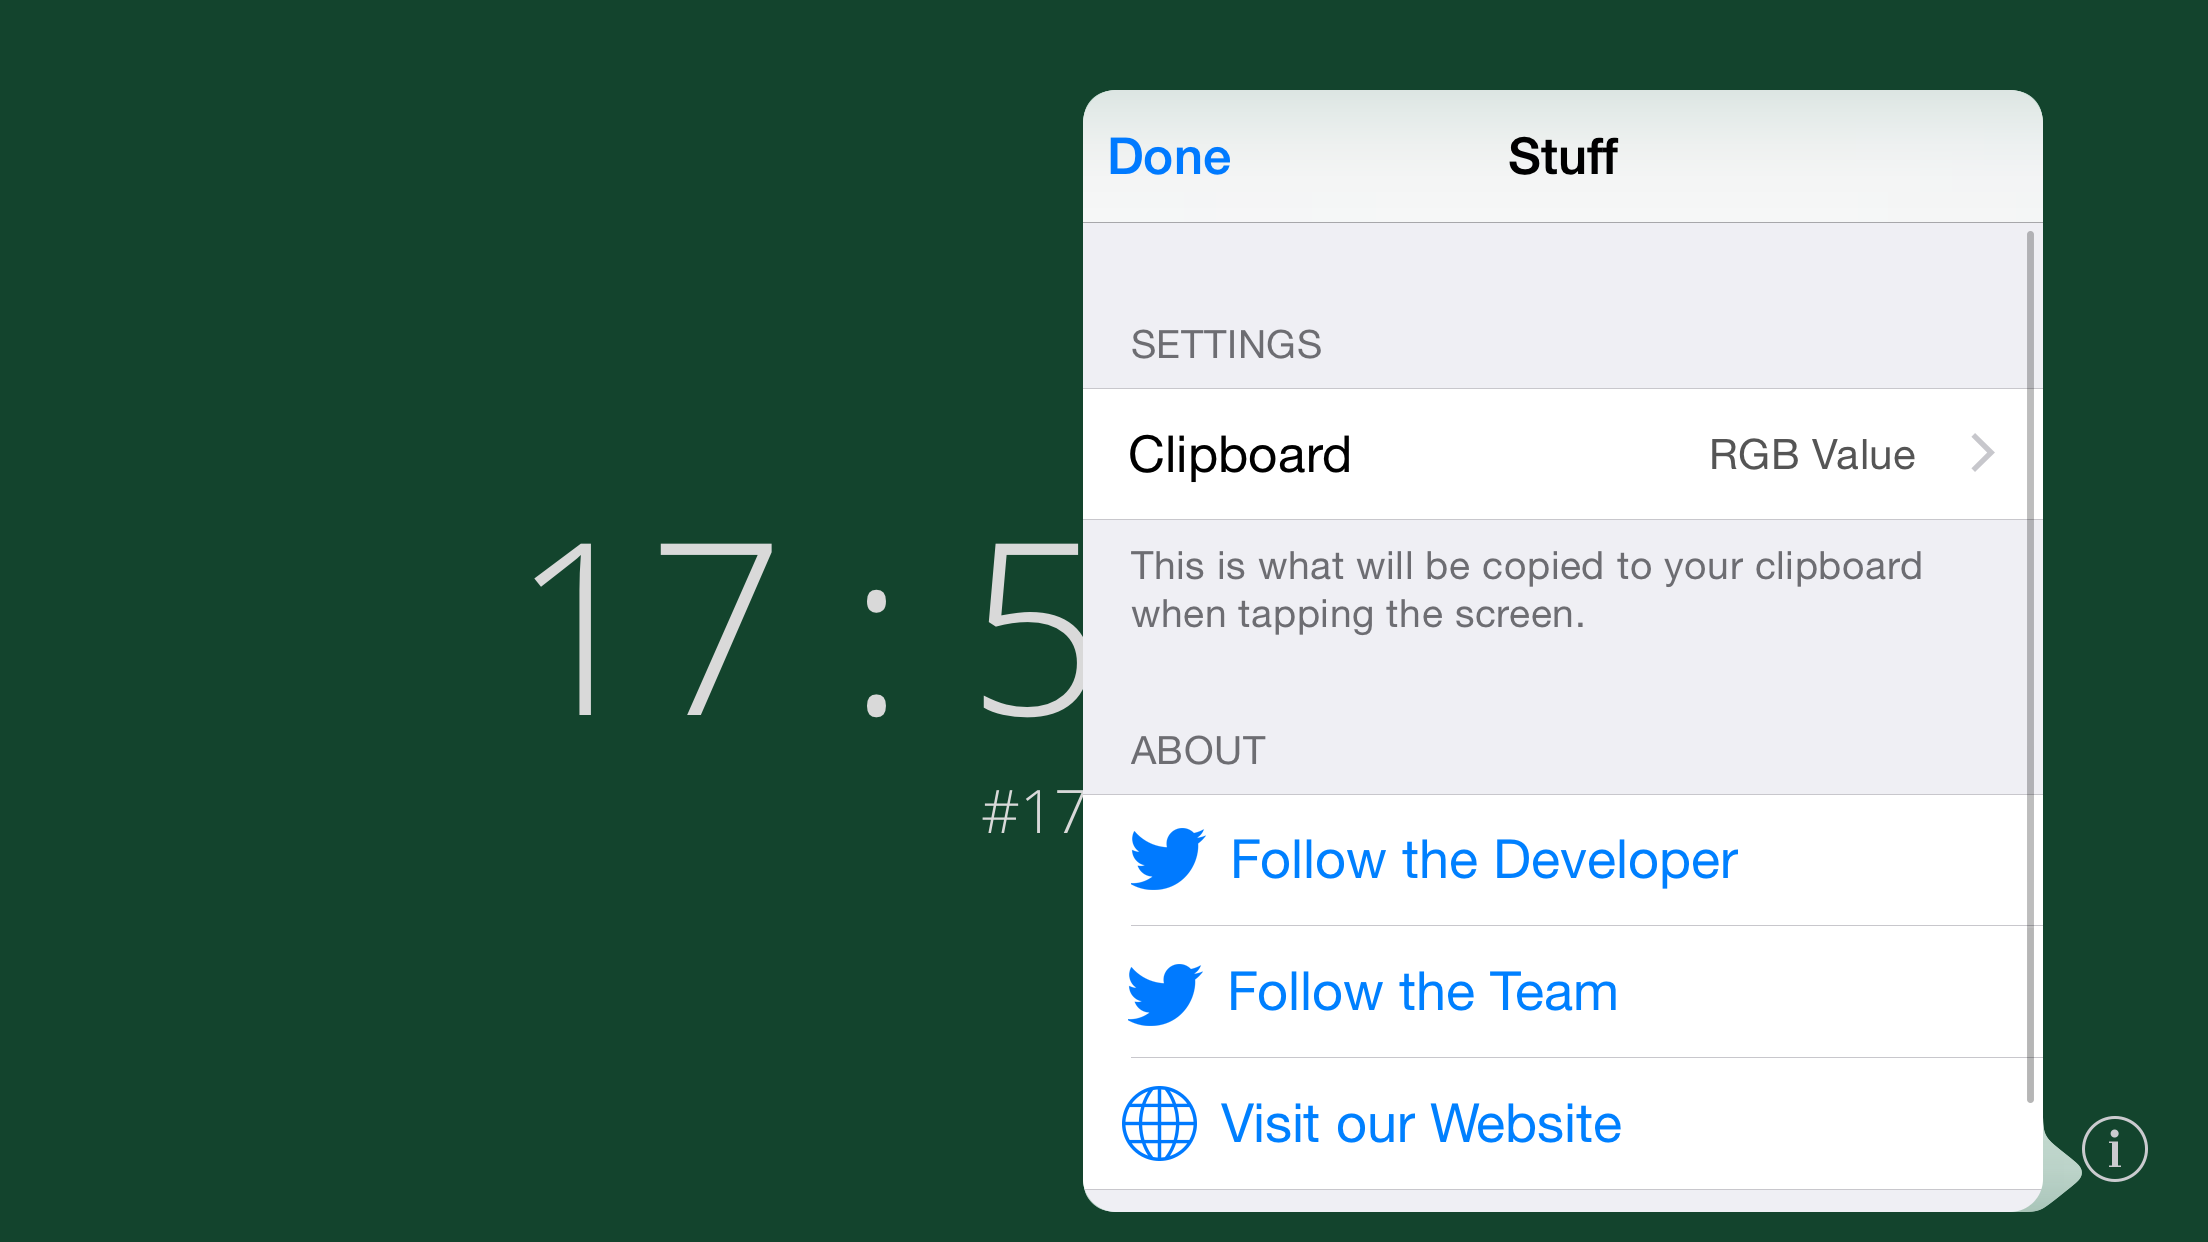 Done
Stuff
SETTINGS
Clipboard
RGB Value
This is what will be copied to your clipboard
when tapping the screen.
17 : 5
#17
ABOUT
Follow the Developer
Follow the Team
Visit our Website
i